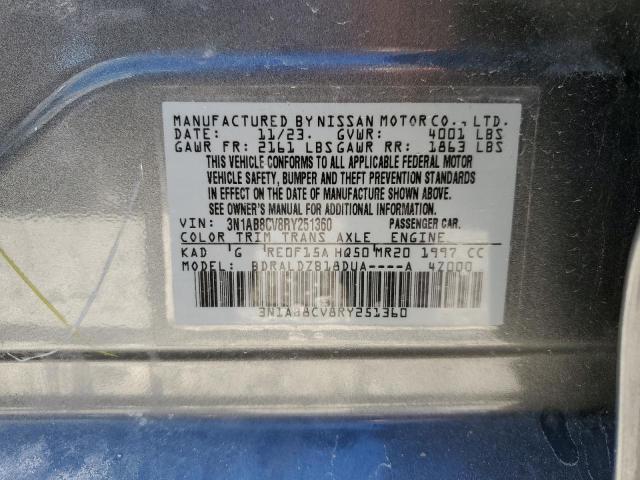 MANUFACTURED BY NISSAN MOTOR CO., LTD.
DATE: 11/23. GVWR: 4001 LBS
GAWR FR: 2161 LBS GAWR RR: 1863 LBS
THIS VEHICLE CONFORMS TO ALL APPLICABLE FEDERAL MOTOR
VEHICLE SAFETY, BUMPER AND THEFT PREVENTION STANDARDS
IN EFFECT ON THE DATE OF MANUFACTURE SHOWN ABOVE.
SEE OWNER'S MANUAL FOR ADDITIONAL INFORMATION.
VIN: 3N1AB8CV8RY251360 PASSENGER CAR.
COLOR TRIM TRANS AXLE ENGINE
KAD 'G 'RE0F15A HQ50 'MR20 1997 CC
MODEL: BDRALDZB18DUA----A 4Z000
3N1AB8CV8RY251360